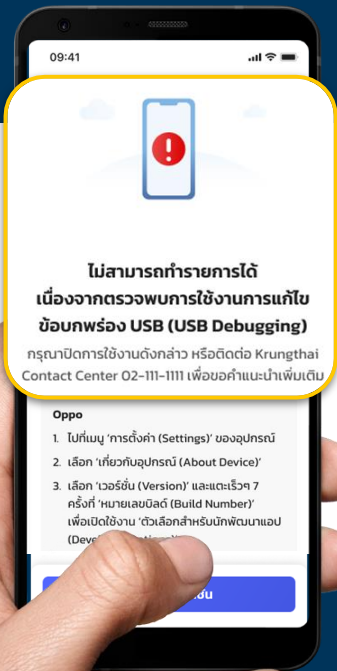 09:41
ไม่สามารถทำรายการได้
เนื่องจากตรวจพบการใช้งานการแก้ไข
ข้อบกพร่อง USB (USB Debugging)
กรุณาปิดการใช้งานดังกล่าว หรือติดต่อ Krungthai
Contact Center 02-111-1111 เพื่อขอคำแนะนำเพิ่มเติม
Oppo
1. ไปที่เมนู 'การตั้งค่า (Settings)' ของอุปกรณ์
2. เลือก 'เกี่ยวกับอุปกรณ์ (About Device)'
3. เลือก 'เวอร์ชั่น (Version)' และแตะเร็วๆ 7
ครั้งที่ 'หมายเลขบิลด์ (Build Number)'
เพื่อเปิดใช้งาน 'ตัวเลือกสำหรับนักพัฒนาแอป